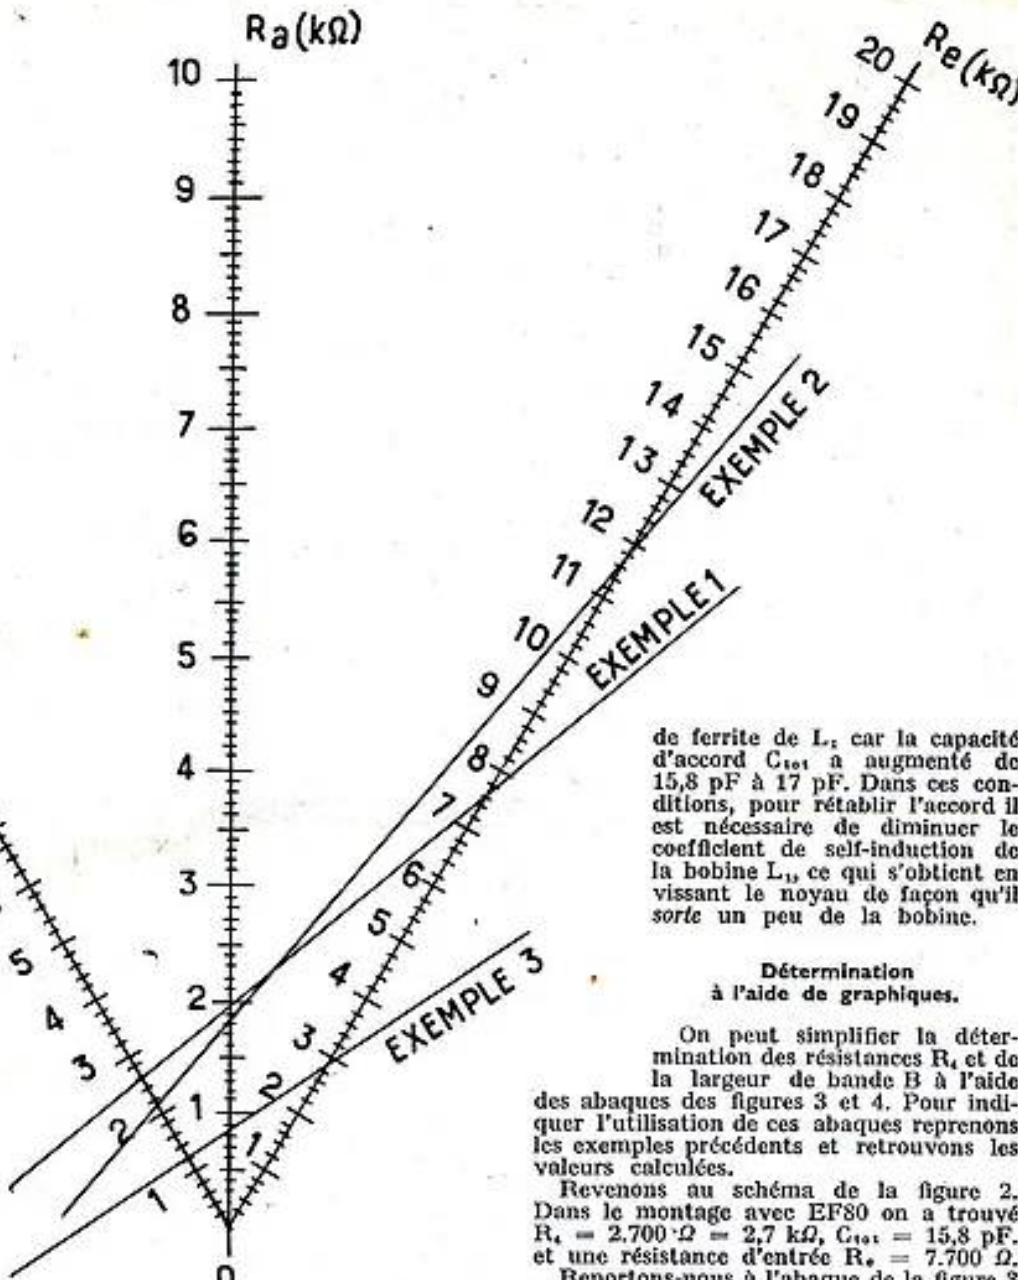 Ra(kΩ)
Re(kΩ)
10
9
8
7
6
5
4
3
2
1
0
20
19
18
17
16
15
14
13
12
11
10
9
8
7
6
5
4
3
2
1
5
4
3
2
1
EXEMPLE 2
EXEMPLE 1
EXEMPLE 3
de ferrite de L₁ car la capacité
d'accord Cₜₒₜ a augmenté de
15,8 pF à 17 pF. Dans ces con-
ditions, pour rétablir l'accord il
est nécessaire de diminuer le
coefficient de self-induction de
la bobine L₁, ce qui s'obtient en
vissant le noyau de façon qu'il
sorte un peu de la bobine.
Détermination
à l'aide de graphiques.
On peut simplifier la déter-
mination des résistances R₄ et de
la largeur de bande B à l'aide
des abaques des figures 3 et 4. Pour indi-
quer l'utilisation de ces abaques reprenons
les exemples précédents et retrouvons les
valeurs calculées.
Revenons au schéma de la figure 2.
Dans le montage avec EF80 on a trouvé
R₄ = 2.700 Ω = 2,7 kΩ, Cₜₒₜ = 15,8 pF.
et une résistance d'entrée Rₑ = 7.700 Ω.
Reportons-nous à l'abaque de la figure 3